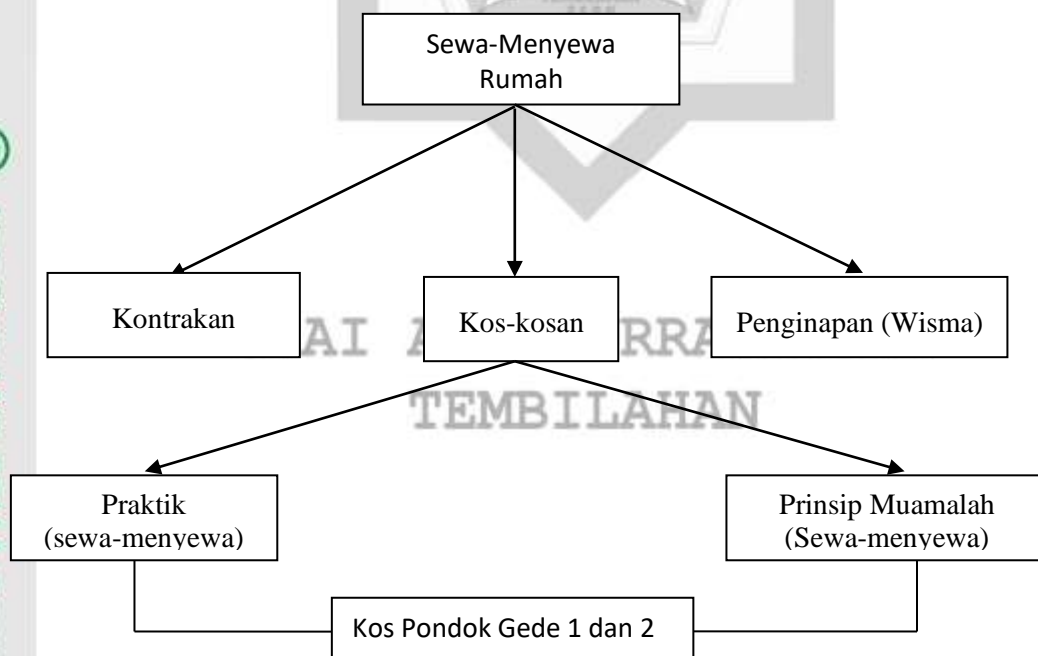 Sewa-Menyewa
Rumah
Kontrakan
Kos-kosan
Penginapan (Wisma)
TEMBILAHAN
Praktik
(sewa-menyewa)
Prinsip Muamalah
(Sewa-menyewa)
Kos Pondok Gede 1 dan 2